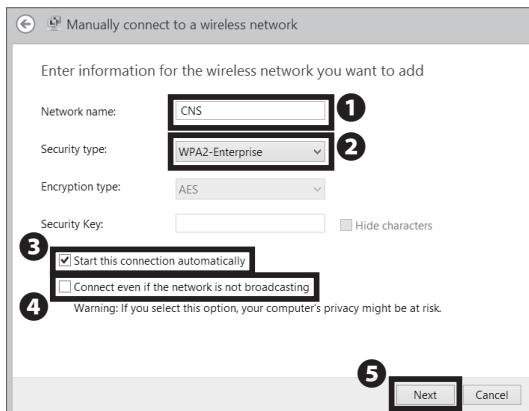 Manually connect to a wireless network
Enter information for the wireless network you want to add
Network name: CNS 1
Security type: WPA2-Enterprise 2
Encryption type: AES
Security Key: Hide characters
3
Start this connection automatically
Connect even if the network is not broadcasting
4
Warning: If you select this option, your computer's privacy might be at risk.
5
Next Cancel